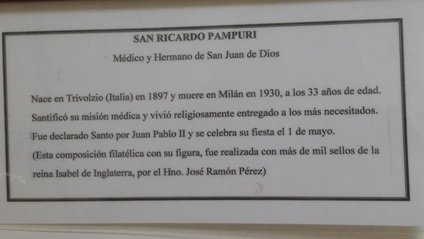 SAN RICARDO PAMPURI
Médico y Hermano de San Juan de Dios
Nace en Trivolzio (Italia) en 1897 y muere en Milán en 1930, a los 33 años de edad.
Santificó su misión médica y vivió religiosamente entregado a los más necesitados.
Fue declarado Santo por Juan Pablo II y se celebra su fiesta el 1 de mayo.
(Esta composición filatélica con su figura, fue realizada con más de mil sellos de la
reina Isabel de Inglaterra, por el Hno. José Ramón Pérez)